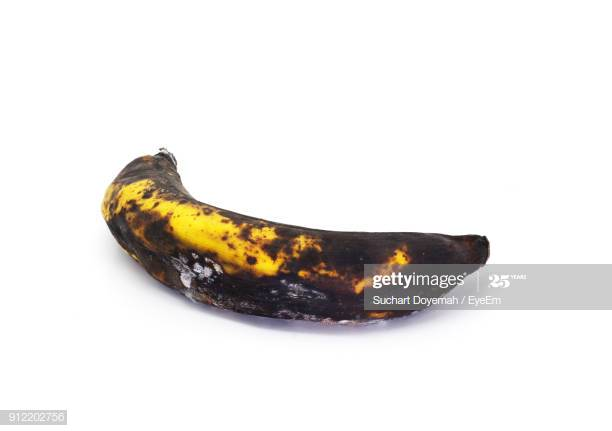 gettyimages 25 YEARS
Suchart Doyemah / EyeEm
912202756